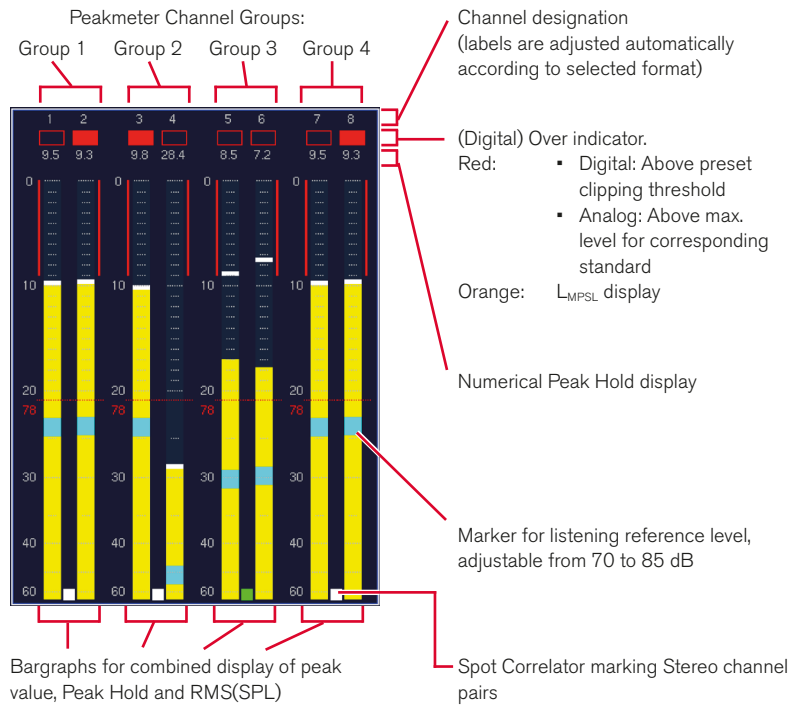 Peakmeter Channel Groups:
Group 1 Group 2 Group 3 Group 4
1 2 3 4 5 6 7 8
9.5 9.3 9.8 28.4 8.5 7.2 9.5 9.3
0 0 0 0
10 10 10 10
20 20 20 20
78 78 78 78
30 30 30 30
40 40 40 40
60 60 60 60
Channel designation
(labels are adjusted automatically
according to selected format)
(Digital) Over indicator.
Red: ▪ Digital: Above preset
clipping threshold
▪ Analog: Above max.
level for corresponding
standard
Orange: LMPSL display
Numerical Peak Hold display
Marker for listening reference level,
adjustable from 70 to 85 dB
Bargraphs for combined display of peak
value, Peak Hold and RMS(SPL)
Spot Correlator marking Stereo channel
pairs